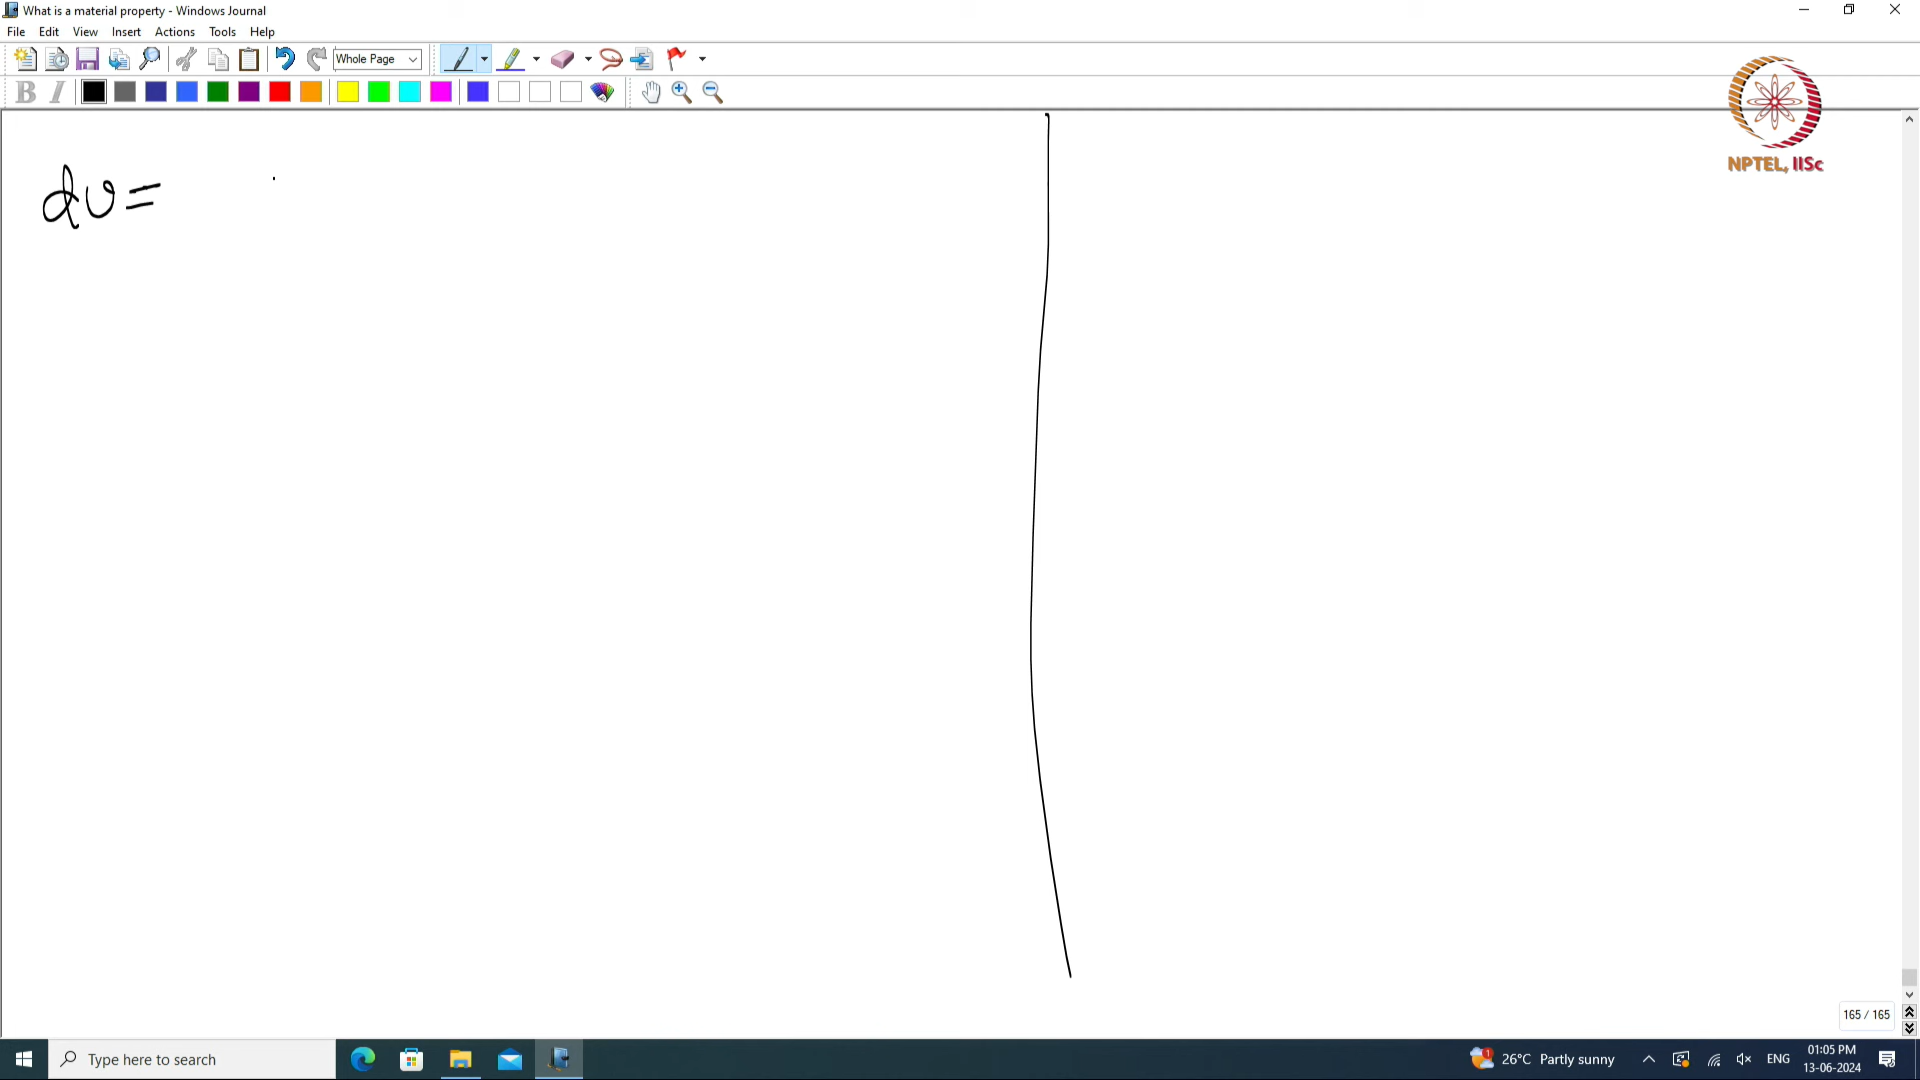 What is a material property - Windows Journal
File Edit View Insert Actions Tools Help
Whole Page
B I
NPTEL, IISc
dv=
165 / 165
Type here to search
26°C Partly sunny
ENG
01:05 PM
13-06-2024